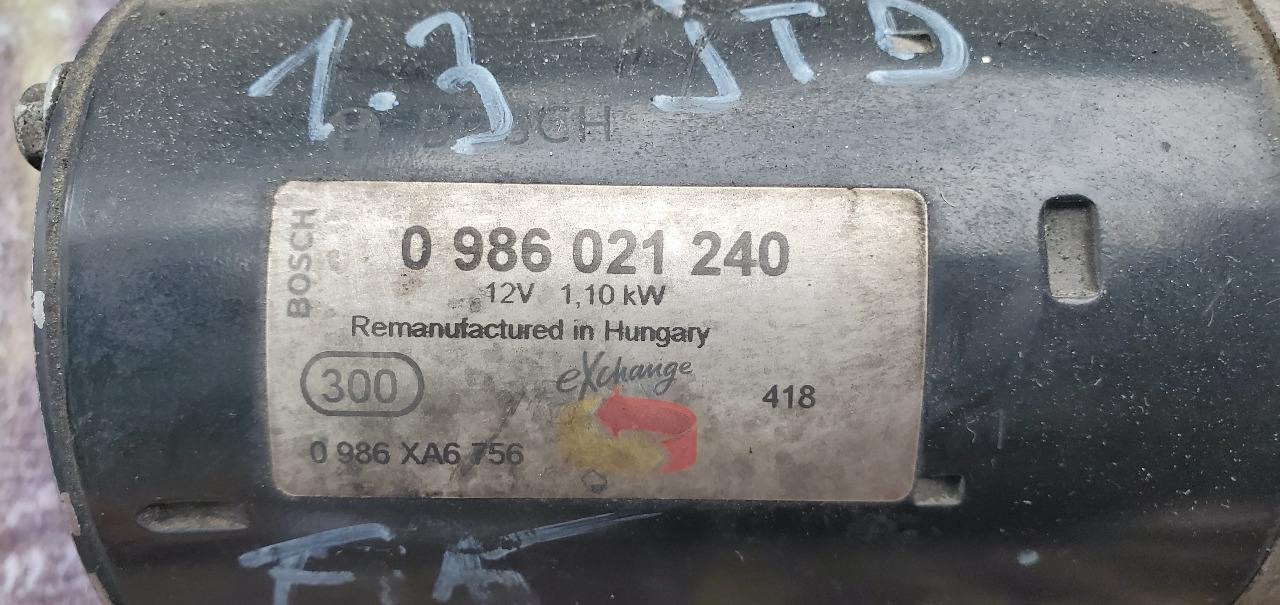 1.3 JTD
BOSCH
BOSCH
0 986 021 240
12V 1,10 kW
Remanufactured in Hungary
300
eXchange
418
0 986 XA6 756